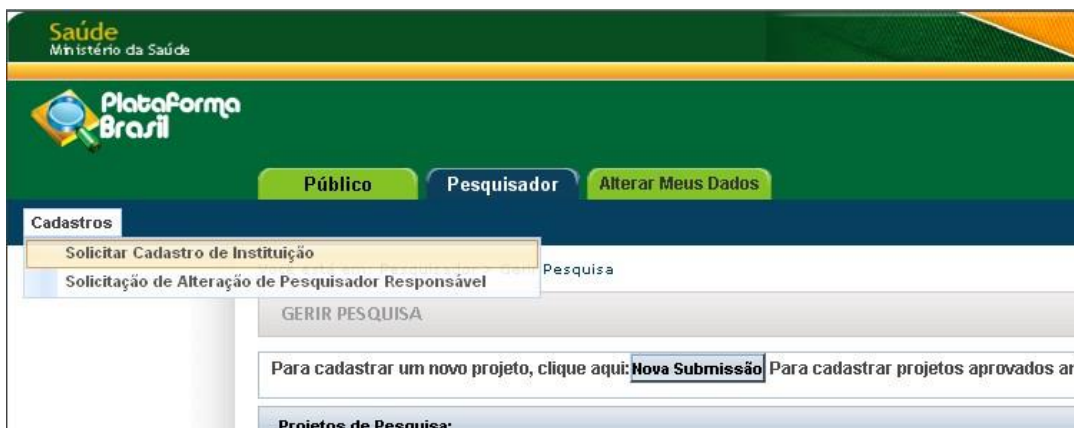 Saúde
Ministério da Saúde
Plataforma
Brasil
Público
Pesquisador
Alterar Meus Dados
Cadastros
Solicitar Cadastro de Instituição
Pesquisa
Solicitação de Alteração de Pesquisador Responsável
GERIR PESQUISA
Para cadastrar um novo projeto, clique aqui: Nova Submissão Para cadastrar projetos aprovados
Projetos de Pesquisa: